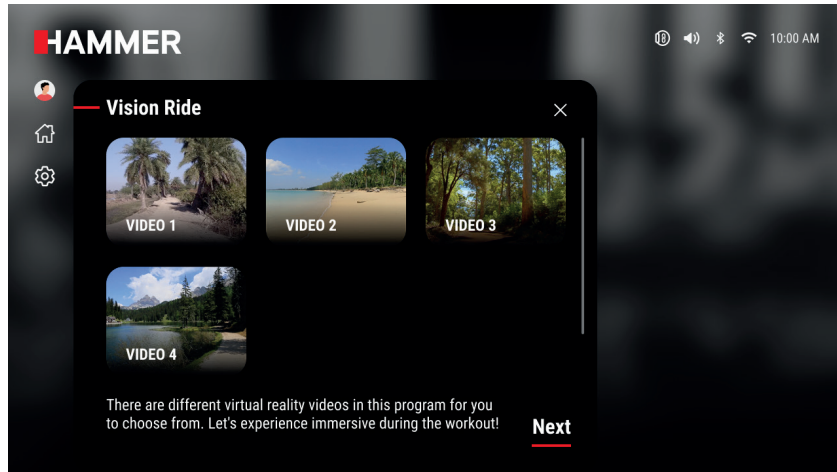 HAMMER
18
10:00 AM
Vision Ride
VIDEO 1
VIDEO 2
VIDEO 3
VIDEO 4
There are different virtual reality videos in this program for you
to choose from. Let's experience immersive during the workout!
Next